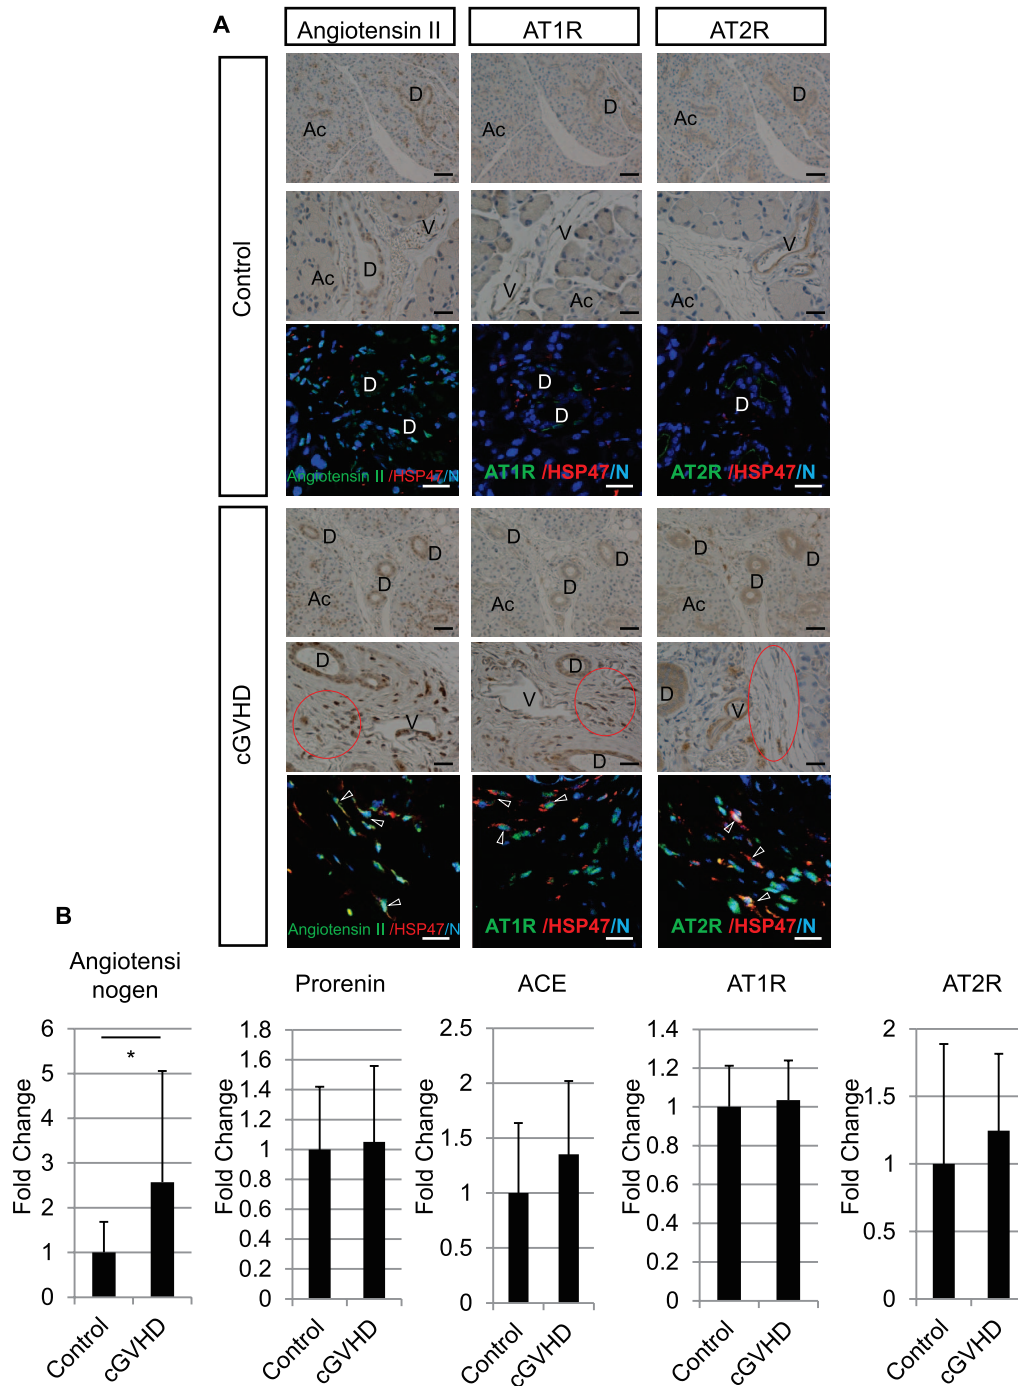 A
Angiotensin II
AT1R
AT2R
Control
D
Ac
D
Ac
D
Ac
V
D
Ac
V
V
Ac
V
Ac
D
D
Angiotensin II/HSP47/N
D
D
AT1R/HSP47/N
D
AT2R/HSP47/N
cGVHD
D
D
D
Ac
D
D
D
Ac
D
D
D
Ac
D
V
D
V
D
D
V
Angiotensin II/HSP47/N
AT1R/HSP47/N
AT2R/HSP47/N
B
Angiotensi
nogen
Fold Change
6
5
4
3
2
1
0
*
Control
cGVHD
Prorenin
Fold Change
1.8
1.6
1.4
1.2
1
0.8
0.6
0.4
0.2
0
Control
cGVHD
ACE
Fold Change
2.5
2
1.5
1
0.5
0
Control
cGVHD
AT1R
Fold Change
1.4
1.2
1
0.8
0.6
0.4
0.2
0
Control
cGVHD
AT2R
Fold Change
2
1.5
1
0.5
0
Control
cGVHD